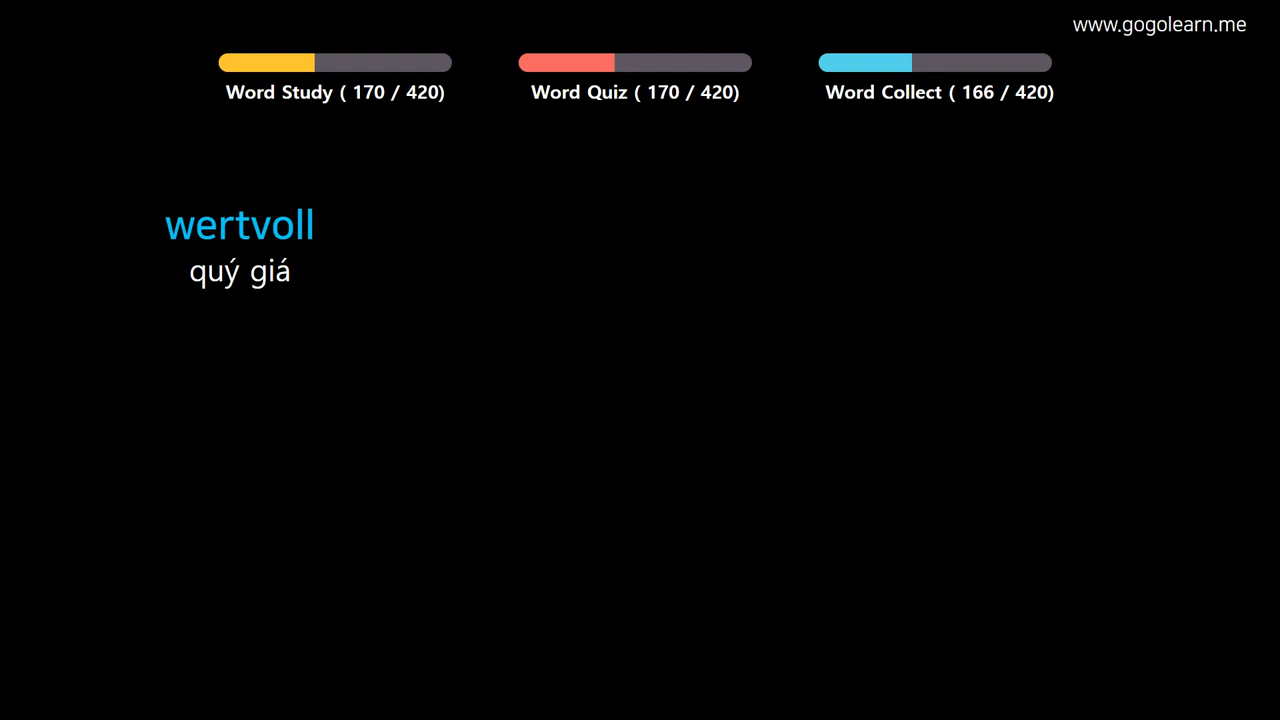 www.gogolearn.me
Word Study ( 170 / 420)
Word Quiz ( 170 / 420)
Word Collect ( 166 / 420)
wertvoll
quý giá